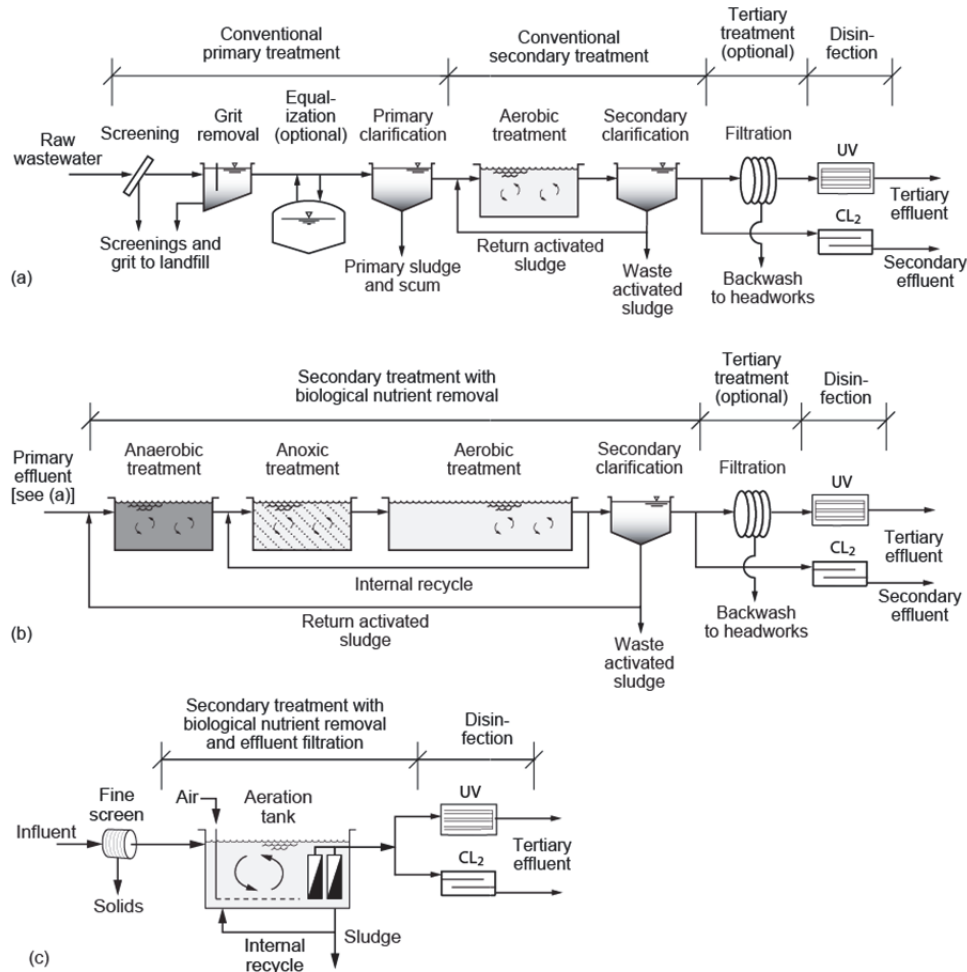 Conventional
primary treatment
Conventional
secondary treatment
Tertiary
treatment
(optional)
Disin-
fection
Raw
wastewater
Screening
Grit
removal
Equal-
ization
(optional)
Primary
clarification
Aerobic
treatment
Secondary
clarification
Filtration
UV
Tertiary
effluent
CL₂
Secondary
effluent
Screenings and
grit to landfill
Primary sludge
and scum
Return activated
sludge
Waste
activated
sludge
Backwash
to headworks
(a)
Secondary treatment with
biological nutrient removal
Tertiary
treatment
(optional)
Disin-
fection
Primary
effluent
[see (a)]
Anaerobic
treatment
Anoxic
treatment
Aerobic
treatment
Secondary
clarification
Filtration
UV
Tertiary
effluent
CL₂
Secondary
effluent
Internal recycle
Return activated
sludge
Waste
activated
sludge
Backwash
to headworks
(b)
Secondary treatment with
biological nutrient removal
and effluent filtration
Disin-
fection
Influent
Fine
screen
Air
Aeration
tank
UV
CL₂
Tertiary
effluent
Solids
Internal
recycle
Sludge
(c)